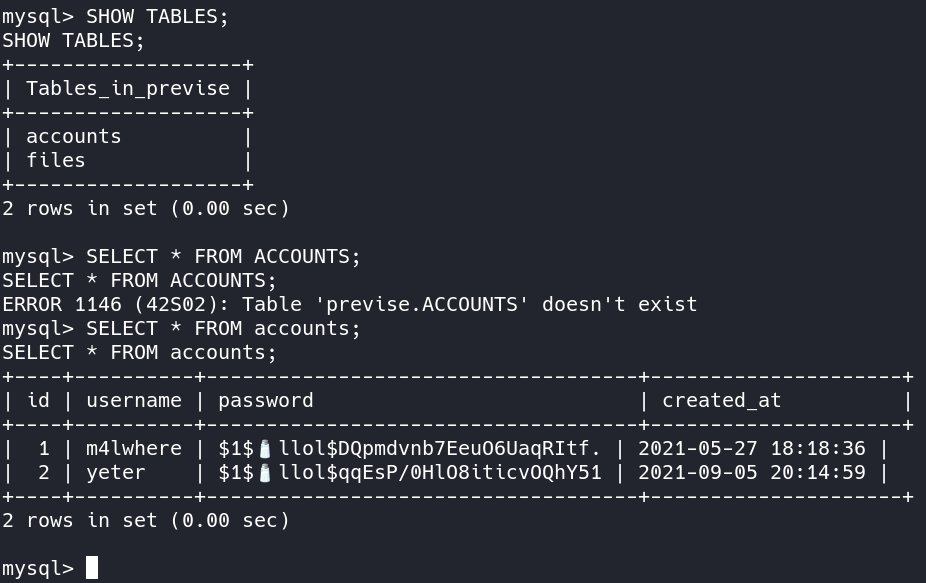 mysql> SHOW TABLES;
SHOW TABLES;
+-------------------+
| Tables_in_previse |
+-------------------+
| accounts          |
| files             |
+-------------------+
2 rows in set (0.00 sec)

mysql> SELECT * FROM ACCOUNTS;
SELECT * FROM ACCOUNTS;
ERROR 1146 (42S02): Table 'previse.ACCOUNTS' doesn't exist
mysql> SELECT * FROM accounts;
SELECT * FROM accounts;
+----+----------+------------------------------------+---------------------+
| id | username | password                           | created_at          |
+----+----------+------------------------------------+---------------------+
|  1 | m4lwhere | $1$🧂llol$DQpmdvnb7EeuO6UaqRItf. | 2021-05-27 18:18:36 |
|  2 | yeter    | $1$🧂llol$qqEsP/0HlO8iticvOQhY51 | 2021-09-05 20:14:59 |
+----+----------+------------------------------------+---------------------+
2 rows in set (0.00 sec)

mysql>